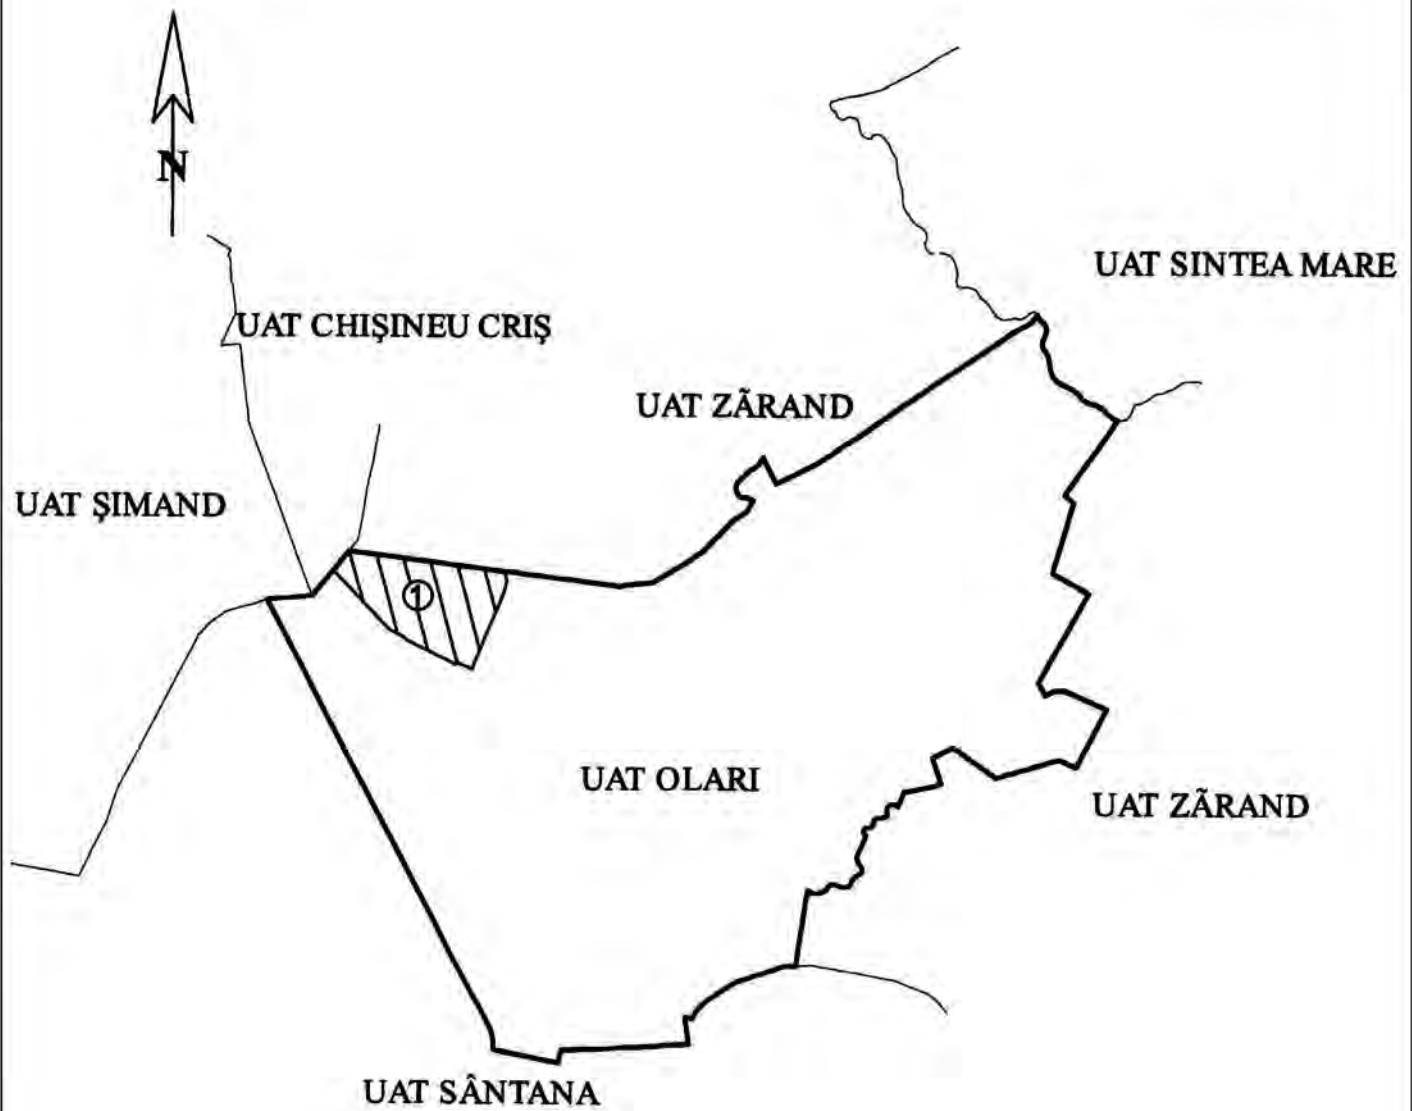 N
UAT SINTEA MARE
UAT CHIŞINEU CRIŞ
UAT ZÃRAND
UAT ŞIMAND
1
UAT OLARI
UAT ZÃRAND
UAT SÂNTANA